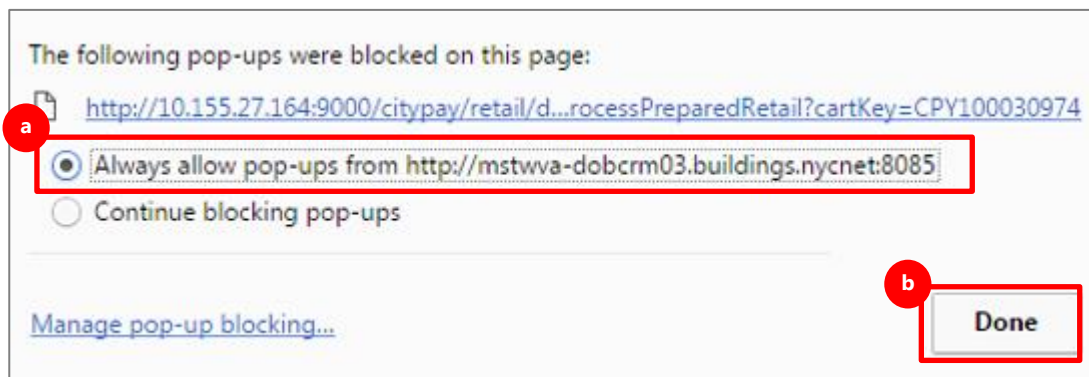 The following pop-ups were blocked on this page:
http://10.155.27.164:9000/citypay/retail/d...rocessPreparedRetail?cartKey=CPY100030974
a
Always allow pop-ups from http://mstwva-dobcrm03.buildings.nycnet:8085
Continue blocking pop-ups
b
Manage pop-up blocking...
Done